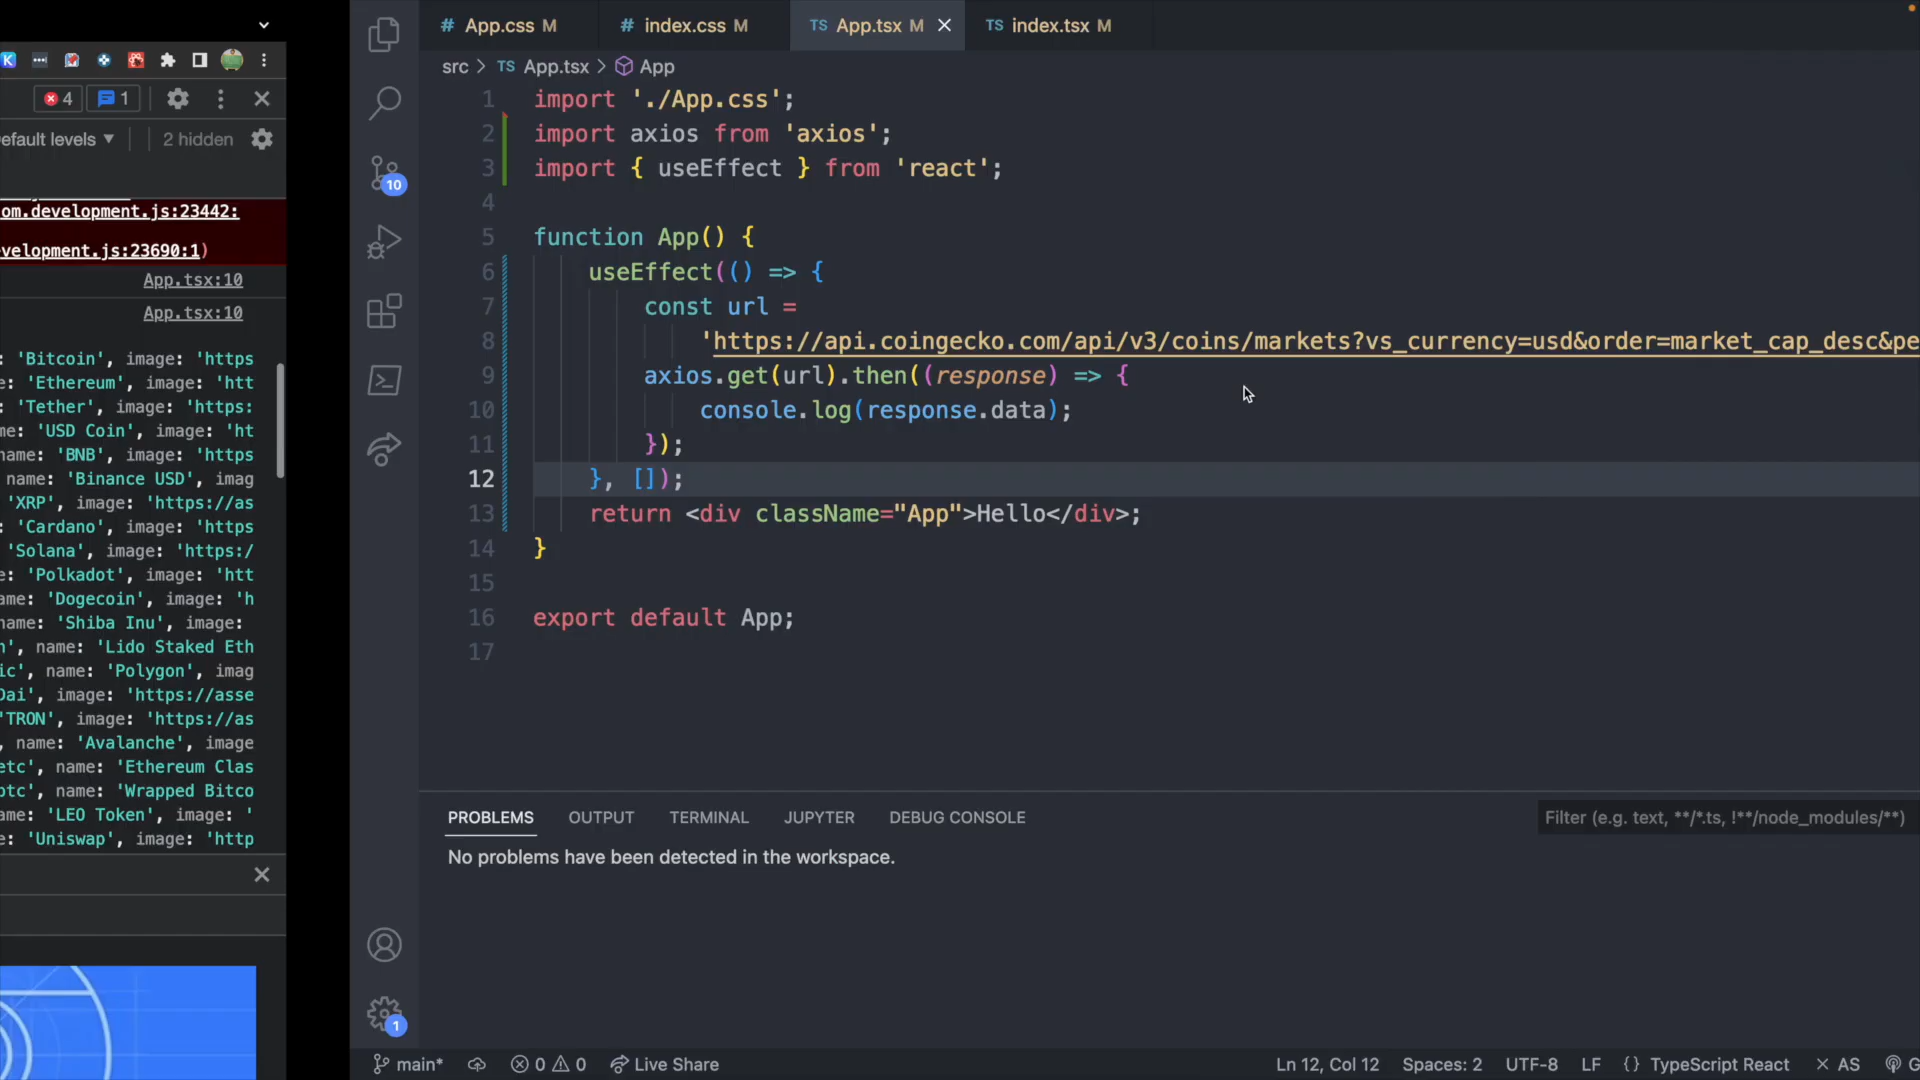 4
1
efault levels ▼
2 hidden
om.development.js:23442:
evelopment.js:23690:1)
App.tsx:10
App.tsx:10
: 'Bitcoin', image: 'https
e: 'Ethereum', image: 'htt
: 'Tether', image: 'https:
me: 'USD Coin', image: 'ht
name: 'BNB', image: 'https
name: 'Binance USD', imag
'XRP', image: 'https://as
: 'Cardano', image: 'https
'Solana', image: 'https:/
e: 'Polkadot', image: 'htt
ame: 'Dogecoin', image: 'h
name: 'Shiba Inu', image:
h', name: 'Lido Staked Eth
ic', name: 'Polygon', imag
Dai', image: 'https://asse
'TRON', image: 'https://as
, name: 'Avalanche', image
etc', name: 'Ethereum Clas
btc', name: 'Wrapped Bitco
ame: 'LEO Token', image: '
e: 'Uniswap', image: 'http
# App.css M
# index.css M
TS App.tsx M
TS index.tsx M
src > TS App.tsx > App
1 import './App.css';
2 import axios from 'axios';
3 import { useEffect } from 'react';
4
5 function App() {
6 useEffect(() => {
7 const url =
8 'https://api.coingecko.com/api/v3/coins/markets?vs_currency=usd&order=market_cap_desc&pe
9 axios.get(url).then((response) => {
10 console.log(response.data);
11 });
12 }, []);
13 return <div className="App">Hello</div>;
14 }
15
16 export default App;
17
10
1
PROBLEMS
OUTPUT
TERMINAL
JUPYTER
DEBUG CONSOLE
Filter (e.g. text, **/*.ts, !**/node_modules/**)
No problems have been detected in the workspace.
main*
0
0
Live Share
Ln 12, Col 12
Spaces: 2
UTF-8
LF
{} TypeScript React
AS
G